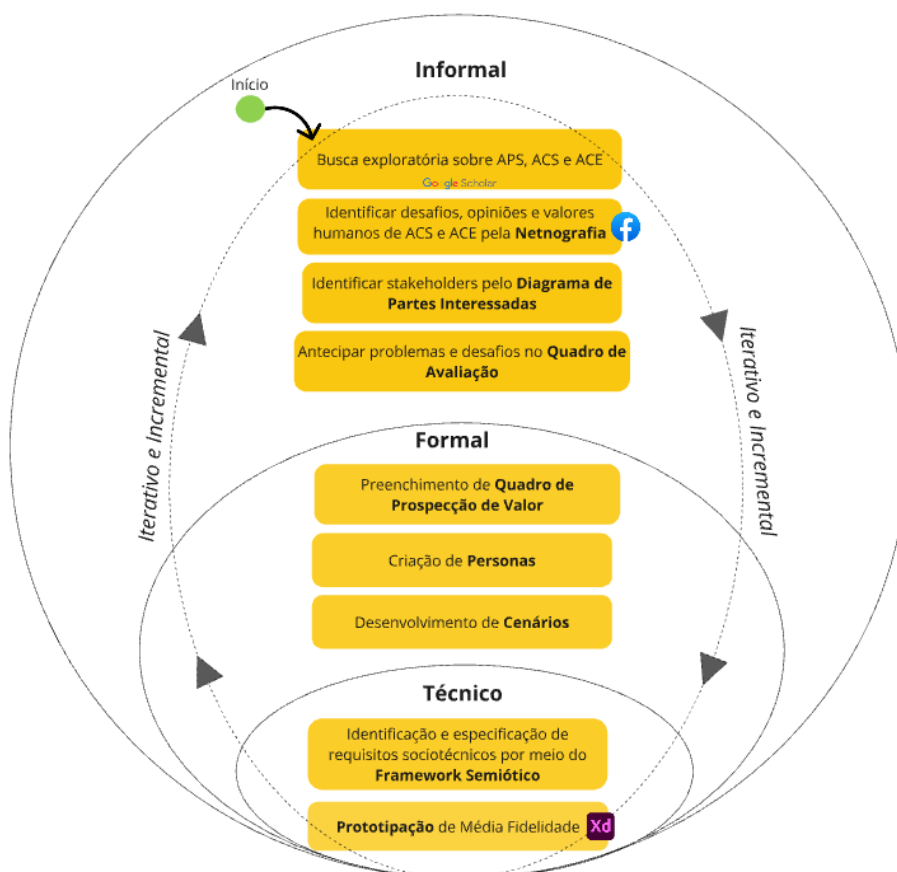 Informal
Início
Busca exploratória sobre APS, ACS e ACE
Google Scholar
Identificar desafios, opiniões e valores
humanos de ACS e ACE pela Netnografia
Identificar stakeholders pelo Diagrama de
Partes Interessadas
Antecipar problemas e desafios no Quadro de
Avaliação
Iterativo e Incremental
Iterativo e Incremental
Formal
Preenchimento de Quadro de
Prospecção de Valor
Criação de Personas
Desenvolvimento de Cenários
Técnico
Identificação e especificação de
requisitos sociotécnicos por meio do
Framework Semiótico
Prototipação de Média Fidelidade
Xd